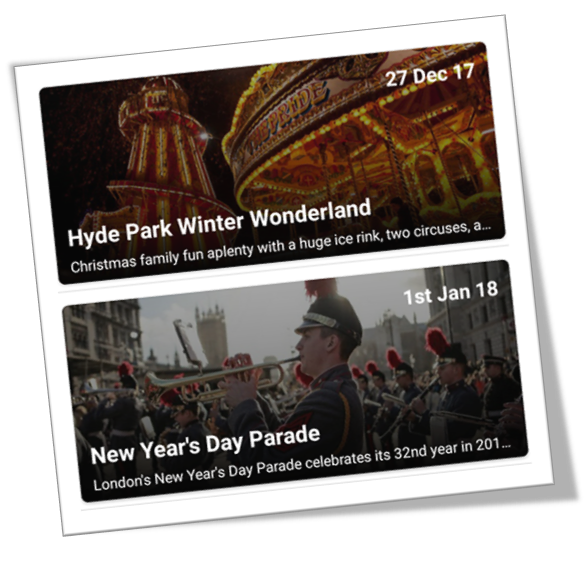 27 Dec 17
Hyde Park Winter Wonderland
Christmas family fun aplenty with a huge ice rink, two circuses, a...
1st Jan 18
New Year's Day Parade
London's New Year's Day Parade celebrates its 32nd year in 201...